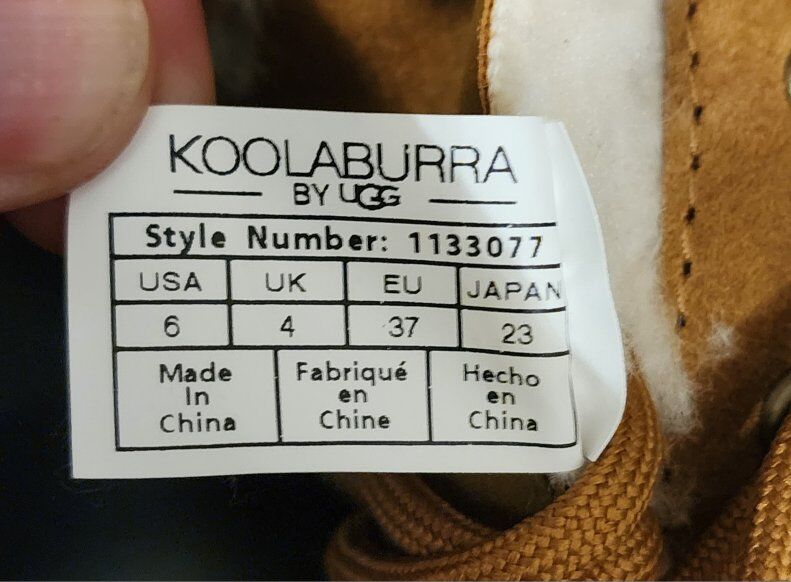 KOOLABURRA
BY UGG
Style Number: 1133077
USA UK EU JAPAN
6 4 37 23
Made Fabriqué Hecho
In en en
China Chine China